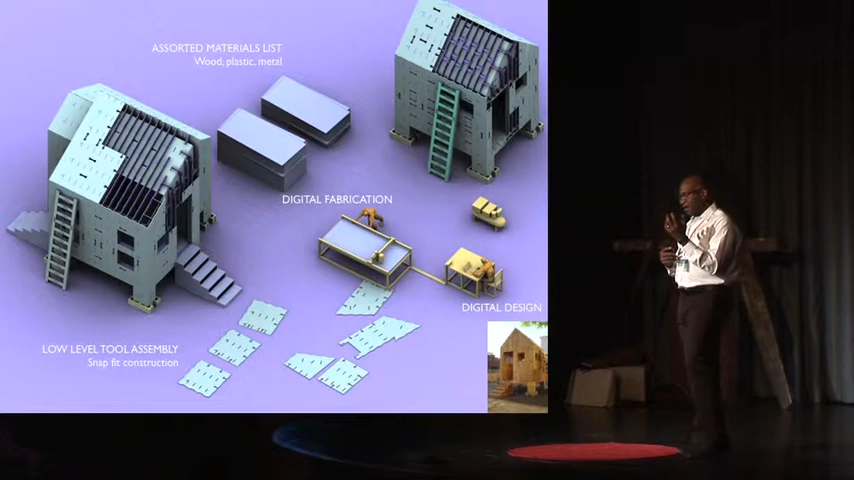 ASSORTED MATERIALS LIST
Wood, plastic, metal
DIGITAL FABRICATION
DIGITAL DESIGN
LOW LEVEL TOOL ASSEMBLY
Snap fit construction